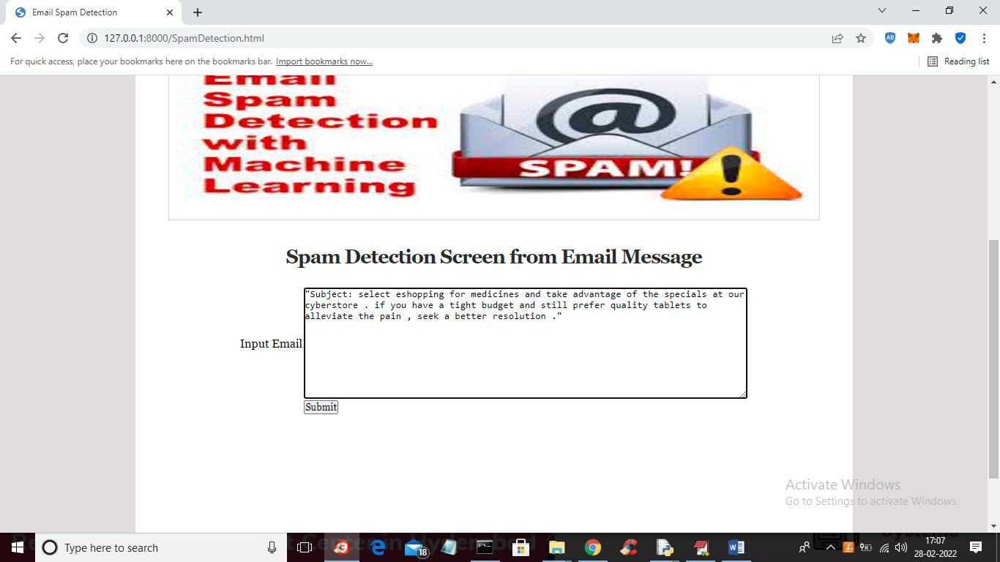 Email Spam Detection
127.0.0.1:8000/SpamDetection.html
AB
For quick access, place your bookmarks here on the bookmarks bar. Import bookmarks now...
Reading list
Email
Spam
Detection
with
Machine
Learning
@
SPAM!
Spam Detection Screen from Email Message
"Subject: select eshopping for medicines and take advantage of the specials at our
cyberstore . if you have a tight budget and still prefer quality tablets to
alleviate the pain , seek a better resolution ."
Input Email
Submit
Activate Windows
Go to Settings to activate Windows.
Type here to search
18
17:07
28-02-2022